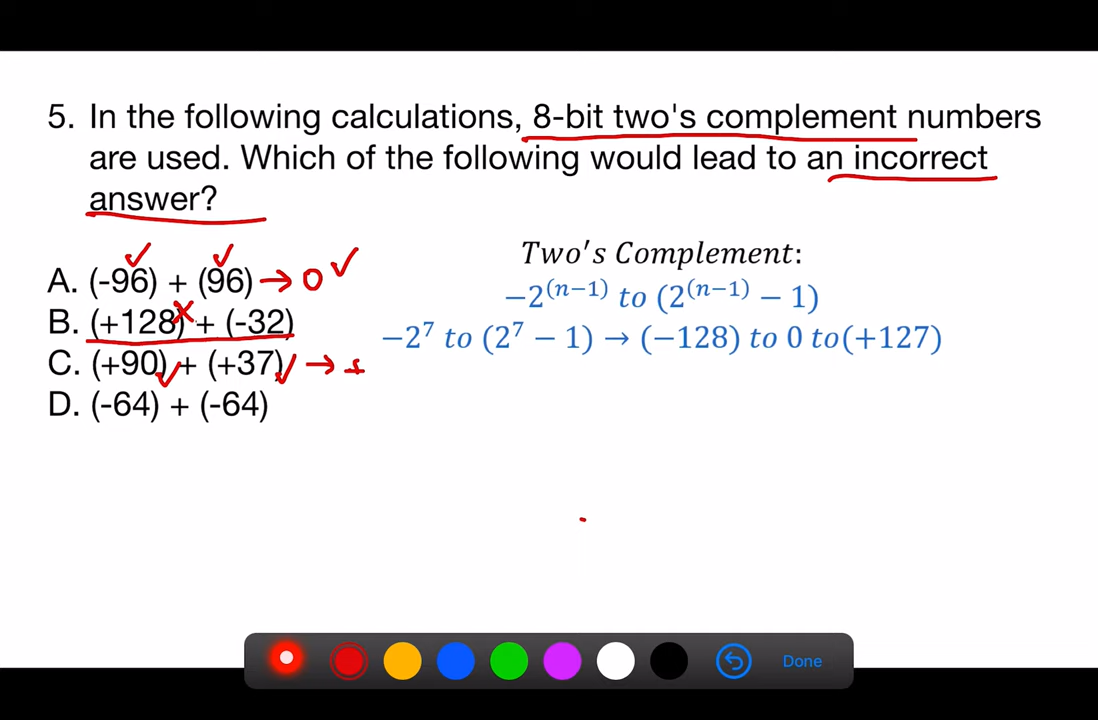 5. In the following calculations, 8-bit two's complement numbers
are used. Which of the following would lead to an incorrect
answer?
A. (-96) + (96) → 0 ✓
B. (+128) + (-32)
C. (+90) + (+37) →
D. (-64) + (-64)
Two's Complement:
−2^(n−1) to (2^(n−1) − 1)
−2^7 to (2^7 − 1) → (−128) to 0 to(+127)
Done